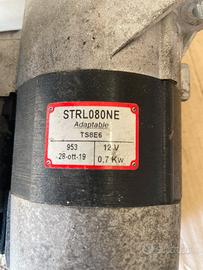 STRL080NE
Adaptable
TS8E6
953 12 V
28-ott-19 0,7 Kw